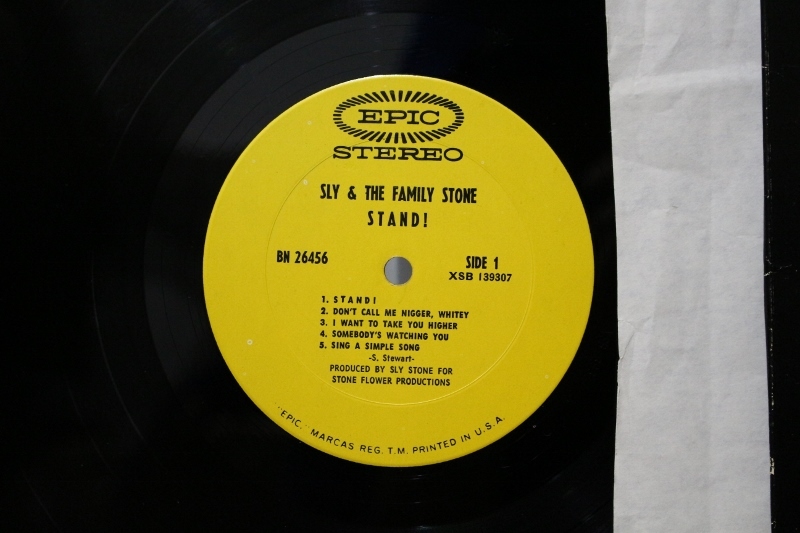 EPIC
STEREO
SLY & THE FAMILY STONE
STAND!
BN 26456
SIDE 1
XSB 139307
1. STAND!
2. DON'T CALL ME NIGGER, WHITEY
3. I WANT TO TAKE YOU HIGHER
4. SOMEBODY'S WATCHING YOU
5. SING A SIMPLE SONG
-S. Stewart-
PRODUCED BY SLY STONE FOR
STONE FLOWER PRODUCTIONS
"EPIC," MARCAS REG. T.M. PRINTED IN U.S.A.